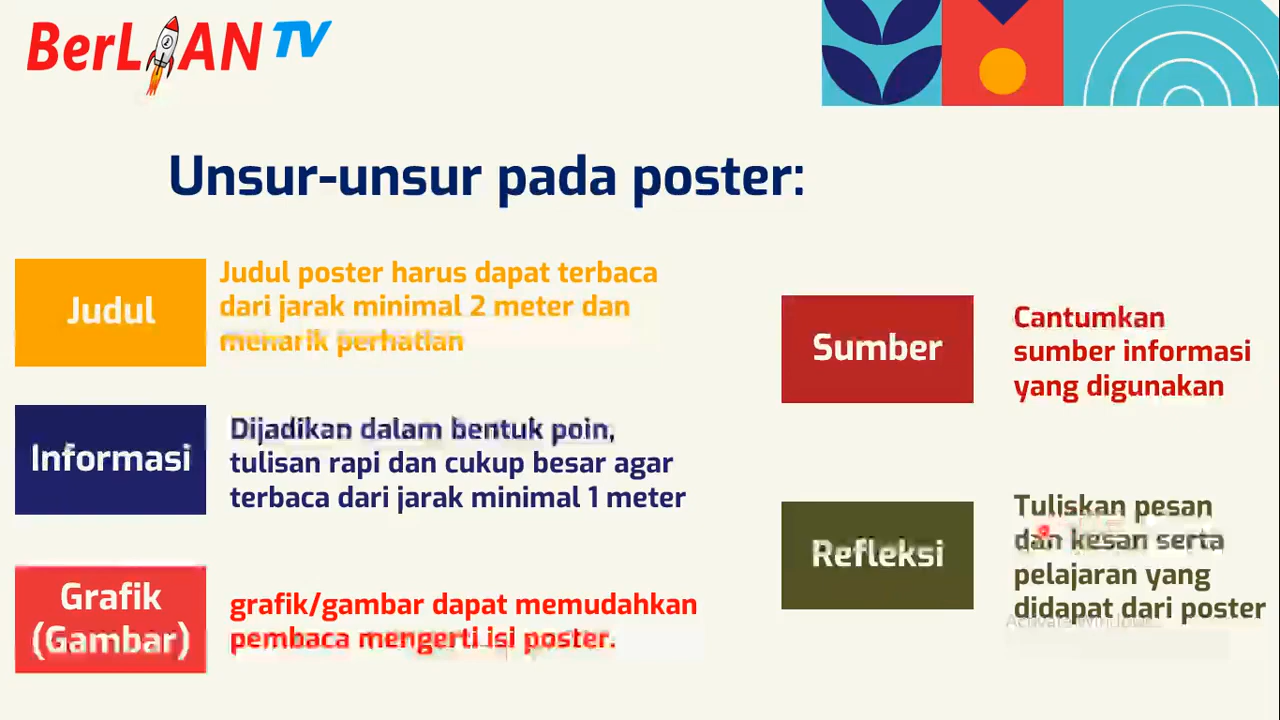 BerLIAN TV
Unsur-unsur pada poster:
Judul
Judul poster harus dapat terbaca
dari jarak minimal 2 meter dan
menarik perhatian
Informasi
Dijadikan dalam bentuk poin,
tulisan rapi dan cukup besar agar
terbaca dari jarak minimal 1 meter
Grafik
(Gambar)
grafik/gambar dapat memudahkan
pembaca mengerti isi poster.
Sumber
Cantumkan
sumber informasi
yang digunakan
Refleksi
Tuliskan pesan
dan kesan serta
pelajaran yang
didapat dari poster
Activate Windows